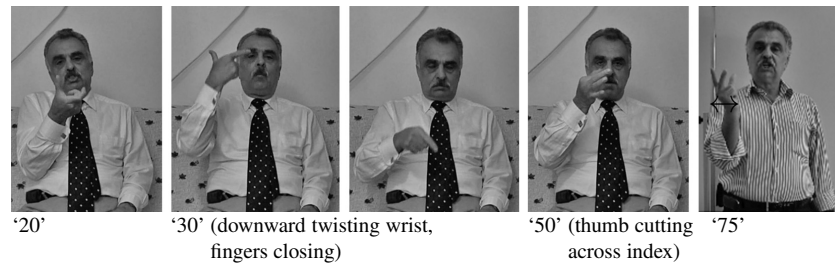 ‘20’
‘30’ (downward twisting wrist,
fingers closing)
‘50’ (thumb cutting
across index)
‘75’